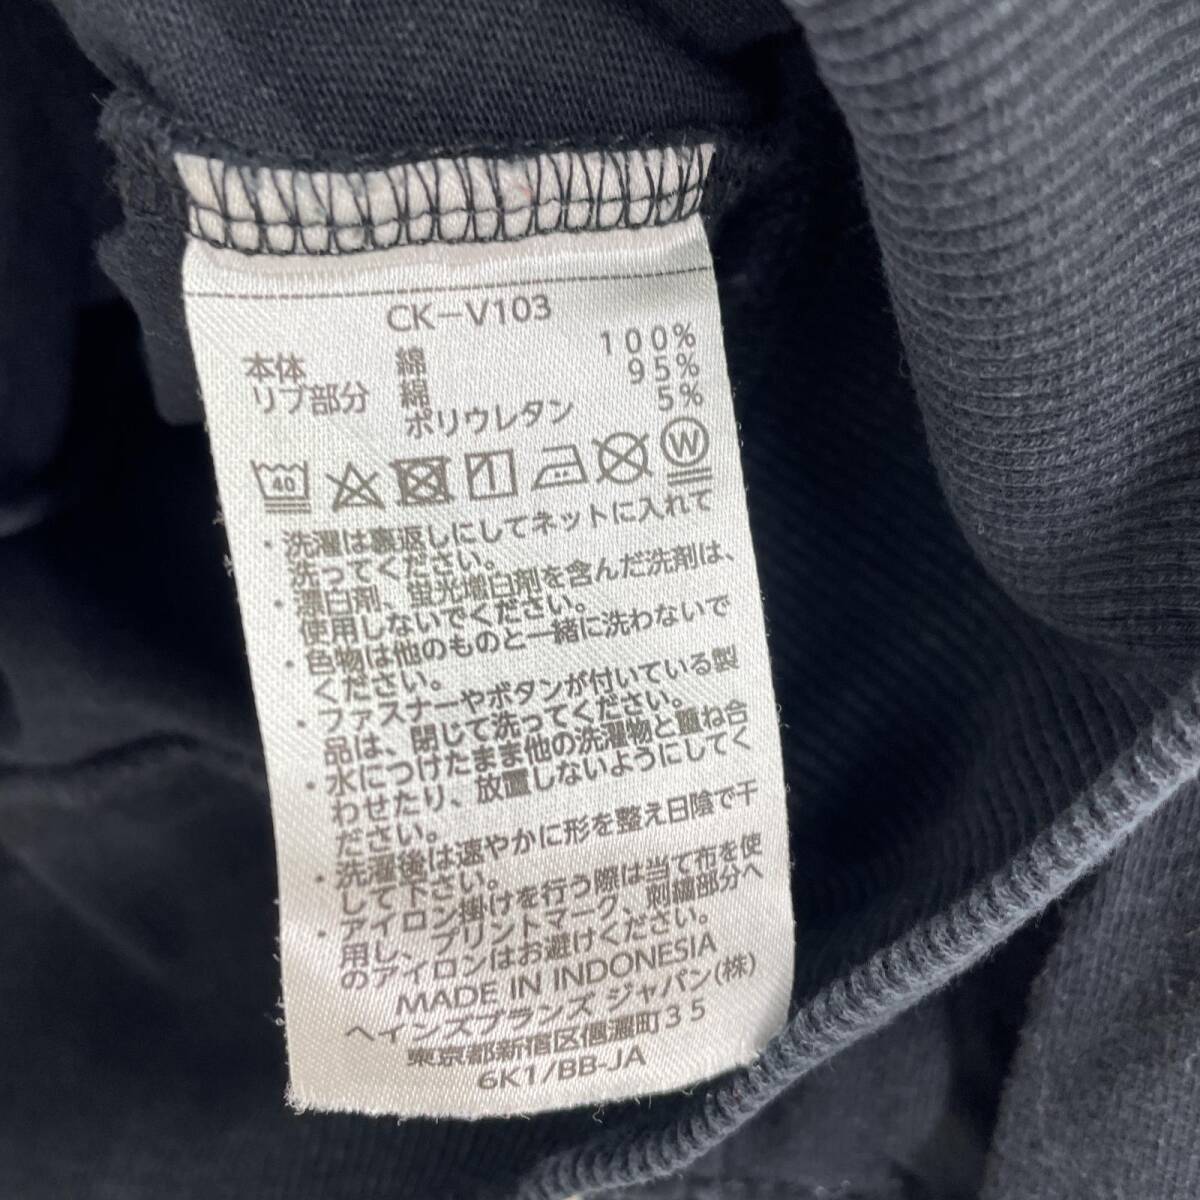 CK-V103
本体 綿 100%
リブ部分 綿 95%
ポリウレタン 5%
40 W
・洗濯は裏返しにしてネットに入れて
洗ってください。
・漂白剤、蛍光増白剤を含んだ洗剤は、
使用しないでください。
・色物は他のものと一緒に洗わないで
ください。
・ファスナーやボタンが付いている製
品は、閉じて洗ってください。
・水につけたまま他の洗濯物と重ね合
わせたり、放置しないようにしてく
ださい。
・洗濯後は速やかに形を整え日陰で干
して下さい。
・アイロン掛けを行う際は当て布を使
用し、プリントマーク、刺繍部分へ
のアイロンはお避けください。
MADE IN INDONESIA
ヘインズブランズ ジャパン(株)
東京都新宿区信濃町35
6K1/BB-JA